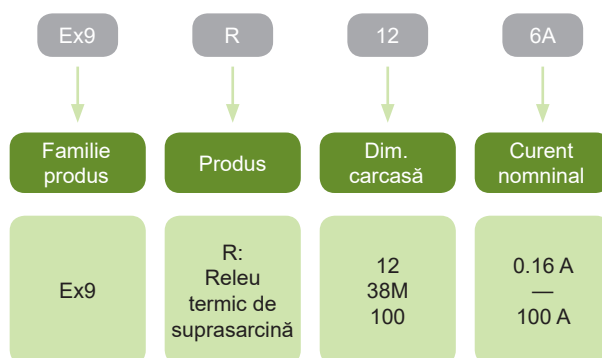 Ex9 R 12 6A
Familie produs
Produs
Dim. carcasă
Curent nomninal
Ex9
R:
Releu
termic de
suprasarcină
12
38M
100
0.16 A
—
100 A